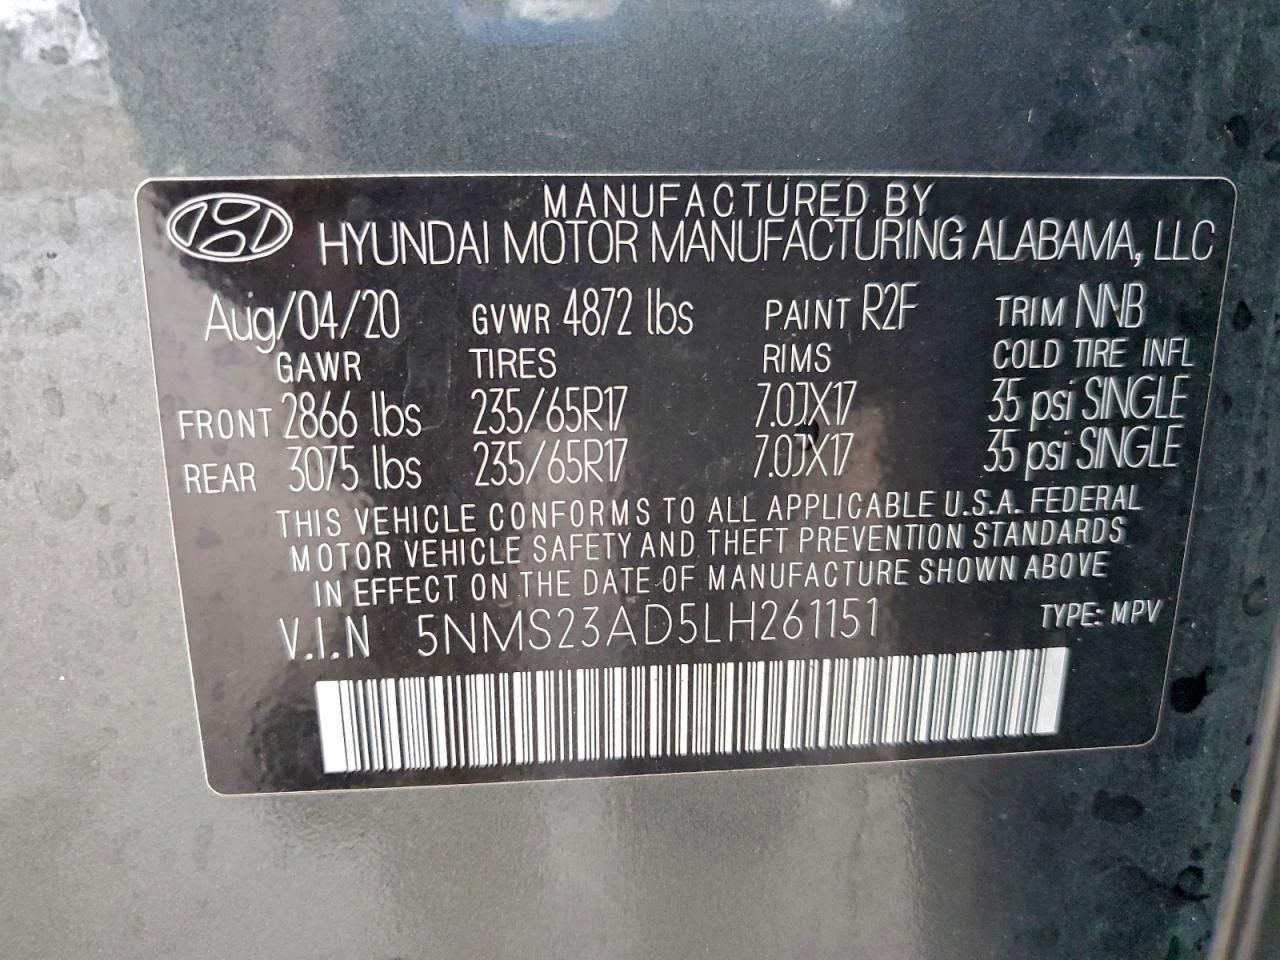 MANUFACTURED BY
HYUNDAI MOTOR MANUFACTURING ALABAMA, LLC
Aug/04/20 GVWR 4872 lbs PAINT R2F TRIM NNB
GAWR TIRES RIMS COLD TIRE INFL
FRONT 2866 lbs 235/65R17 7.0JX17 35 psi SINGLE
REAR 3075 lbs 235/65R17 7.0JX17 35 psi SINGLE
THIS VEHICLE CONFORMS TO ALL APPLICABLE U.S.A. FEDERAL
MOTOR VEHICLE SAFETY AND THEFT PREVENTION STANDARDS
IN EFFECT ON THE DATE OF MANUFACTURE SHOWN ABOVE
V.I.N 5NMS23AD5LH261151 TYPE: MPV